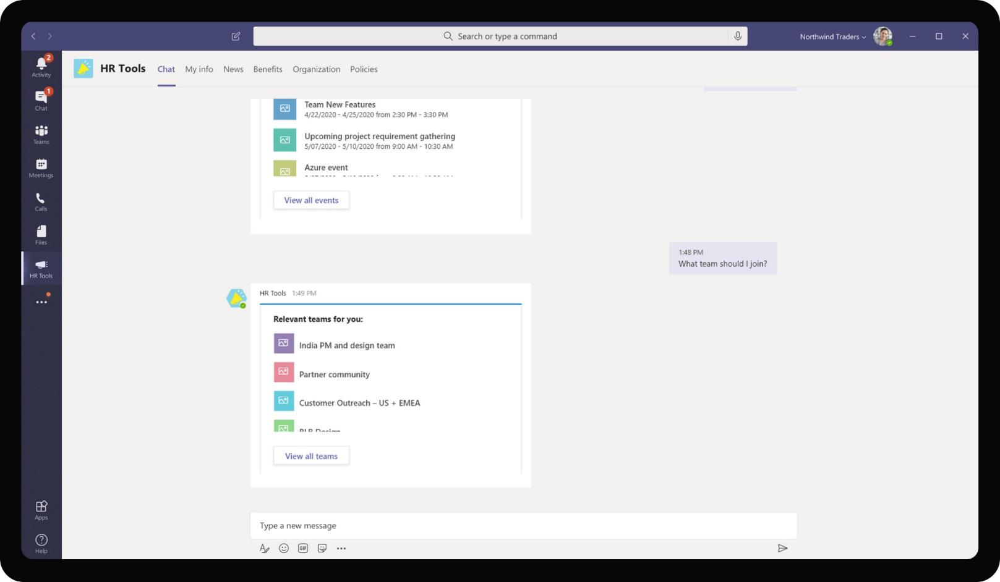 Search or type a command
Northwind Traders
2
Activity
1
Chat
Teams
Meetings
Calls
Files
HR Tools
Apps
Help
HR Tools
Chat
My info
News
Benefits
Organization
Policies
Team New Features
4/22/2020 - 4/25/2020 from 2:30 PM - 3:30 PM
Upcoming project requirement gathering
5/07/2020 - 5/10/2020 from 9:00 AM - 10:30 AM
Azure event
View all events
1:48 PM
What team should I join?
HR Tools 1:49 PM
Relevant teams for you:
India PM and design team
Partner community
Customer Outreach – US + EMEA
Design
View all teams
Type a new message
GIF